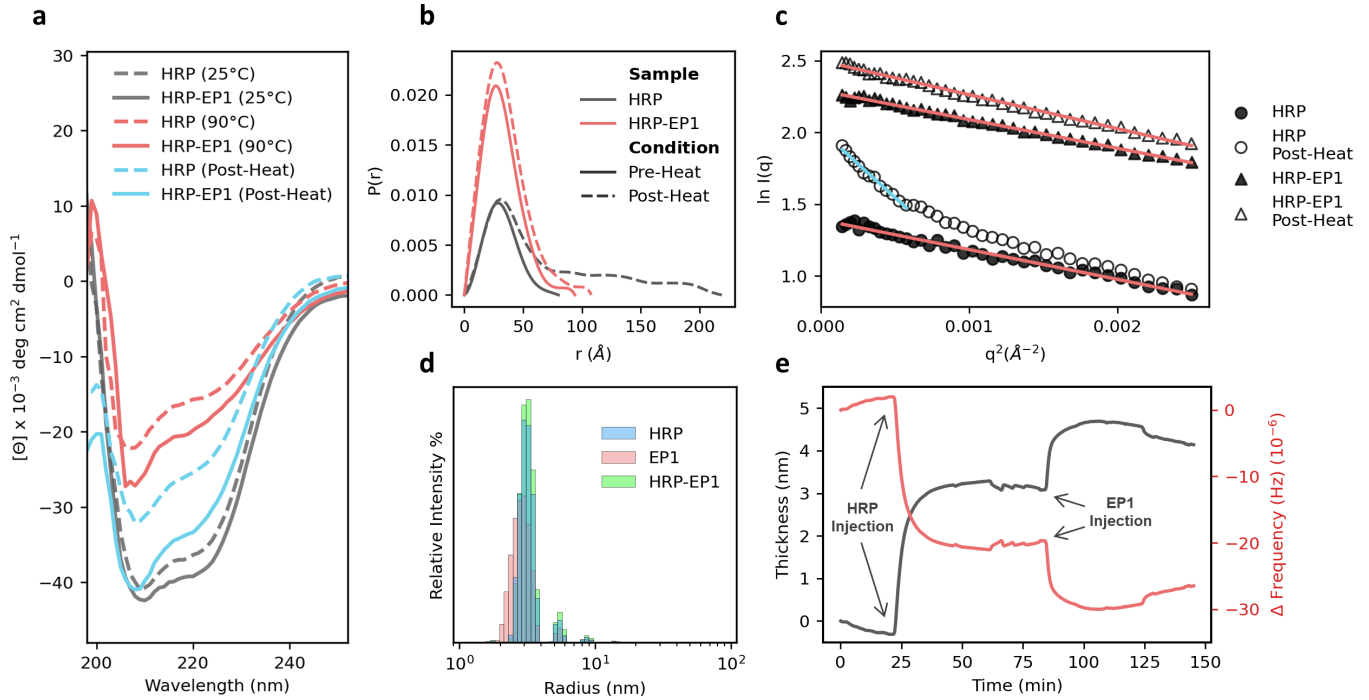 a
30
20
10
0
−10
−20
−30
−40
[Θ] x 10⁻³ deg cm² dmol⁻¹
HRP (25°C)
HRP-EP1 (25°C)
HRP (90°C)
HRP-EP1 (90°C)
HRP (Post-Heat)
HRP-EP1 (Post-Heat)
200
220
240
Wavelength (nm)
b
P(r)
0.020
0.015
0.010
0.005
0.000
Sample
HRP
HRP-EP1
Condition
Pre-Heat
Post-Heat
0
50
100
150
200
r (Å)
c
ln I(q)
2.5
2.0
1.5
1.0
0.000
0.001
0.002
q²(Å⁻²)
HRP
HRP
Post-Heat
HRP-EP1
HRP-EP1
Post-Heat
d
Relative Intensity %
HRP
EP1
HRP-EP1
10⁰
10¹
10²
Radius (nm)
e
Thickness (nm)
5
4
3
2
1
0
HRP
Injection
EP1
Injection
0
−10
−20
−30
Δ Frequency (Hz) (10⁻⁶)
0
25
50
75
100
125
150
Time (min)